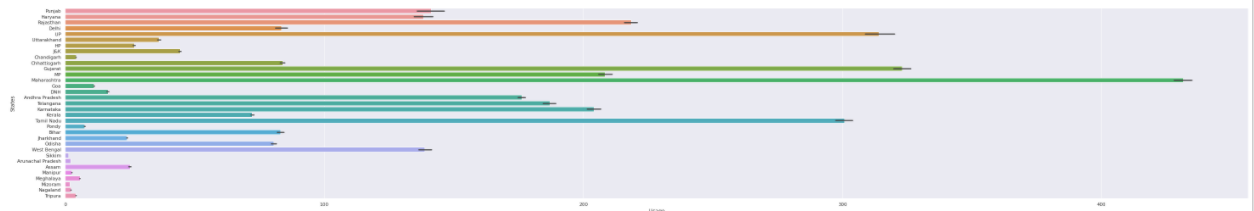 Punjab
Haryana
Rajasthan
Delhi
UP
Uttarakhand
HP
J&K
Chandigarh
Chhattisgarh
Gujarat
MP
Maharashtra
Goa
DNH
Andhra Pradesh
Telangana
Karnataka
Kerala
Tamil Nadu
Pondy
Bihar
Jharkhand
Odisha
West Bengal
Sikkim
Arunachal Pradesh
Assam
Manipur
Meghalaya
Mizoram
Nagaland
Tripura
States
0 100 200 300 400